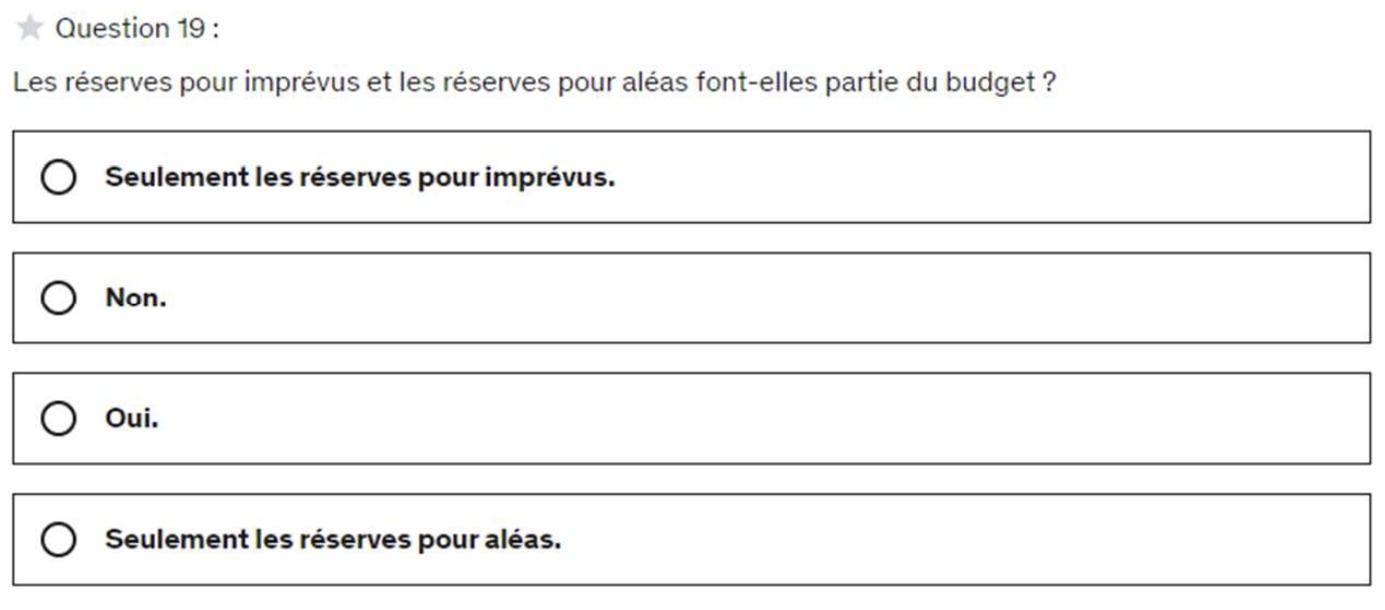 Question 19 :
Les réserves pour imprévus et les réserves pour aléas font-elles partie du budget ?
Seulement les réserves pour imprévus.
Non.
Oui.
Seulement les réserves pour aléas.